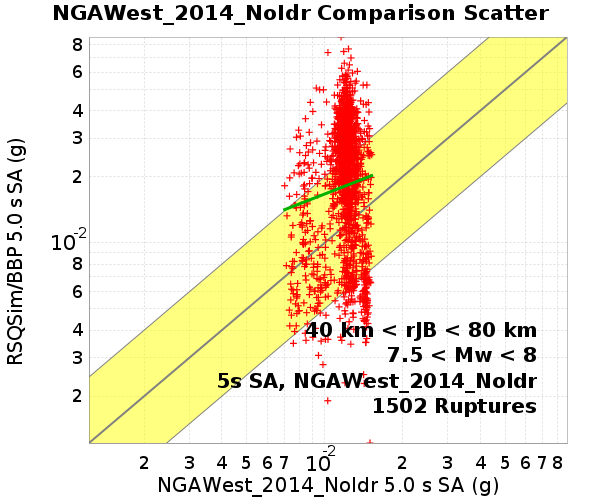 NGAWest_2014_NoIdr Comparison Scatter
8
6
4
3
2
10⁻²
8
6
4
3
2
RSQSim/BBP 5.0 s SA (g)
40 km < rJB < 80 km
7.5 < Mw < 8
5s SA, NGAWest_2014_NoIdr
1502 Ruptures
2 3 4 5 6 7 10⁻² 2 3 4 5 6 7 8
NGAWest_2014_NoIdr 5.0 s SA (g)